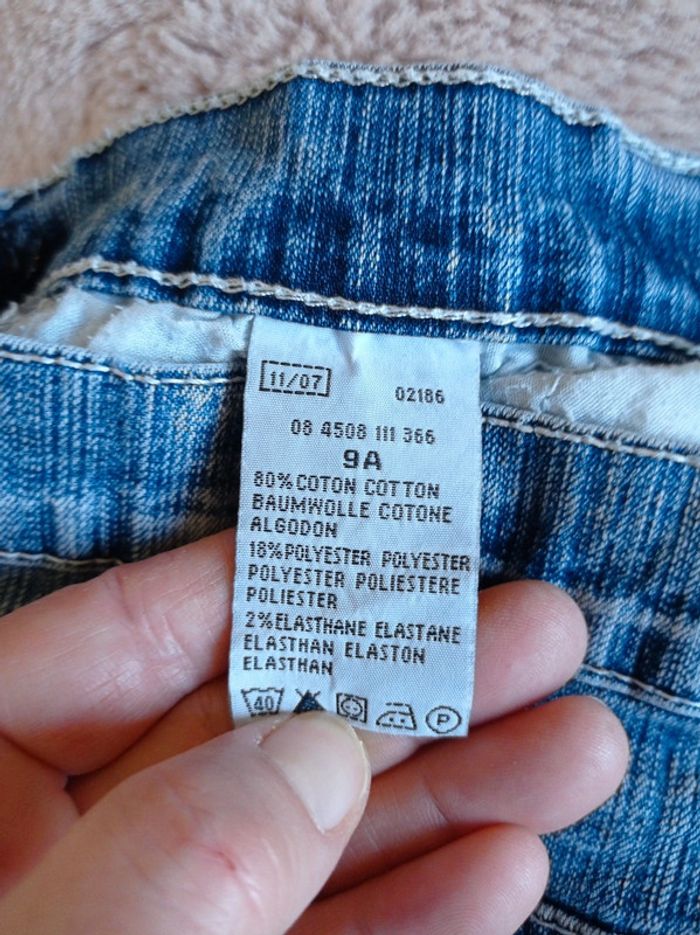 11/07
02186
08 4508 111 366
9A
80%COTON COTTON
BAUMWOLLE COTONE
ALGODON
18%POLYESTER POLYESTER
POLYESTER POLIESTERE
POLIESTER
2%ELASTHANE ELASTANE
ELASTHAN ELASTON
ELASTHAN
40 P